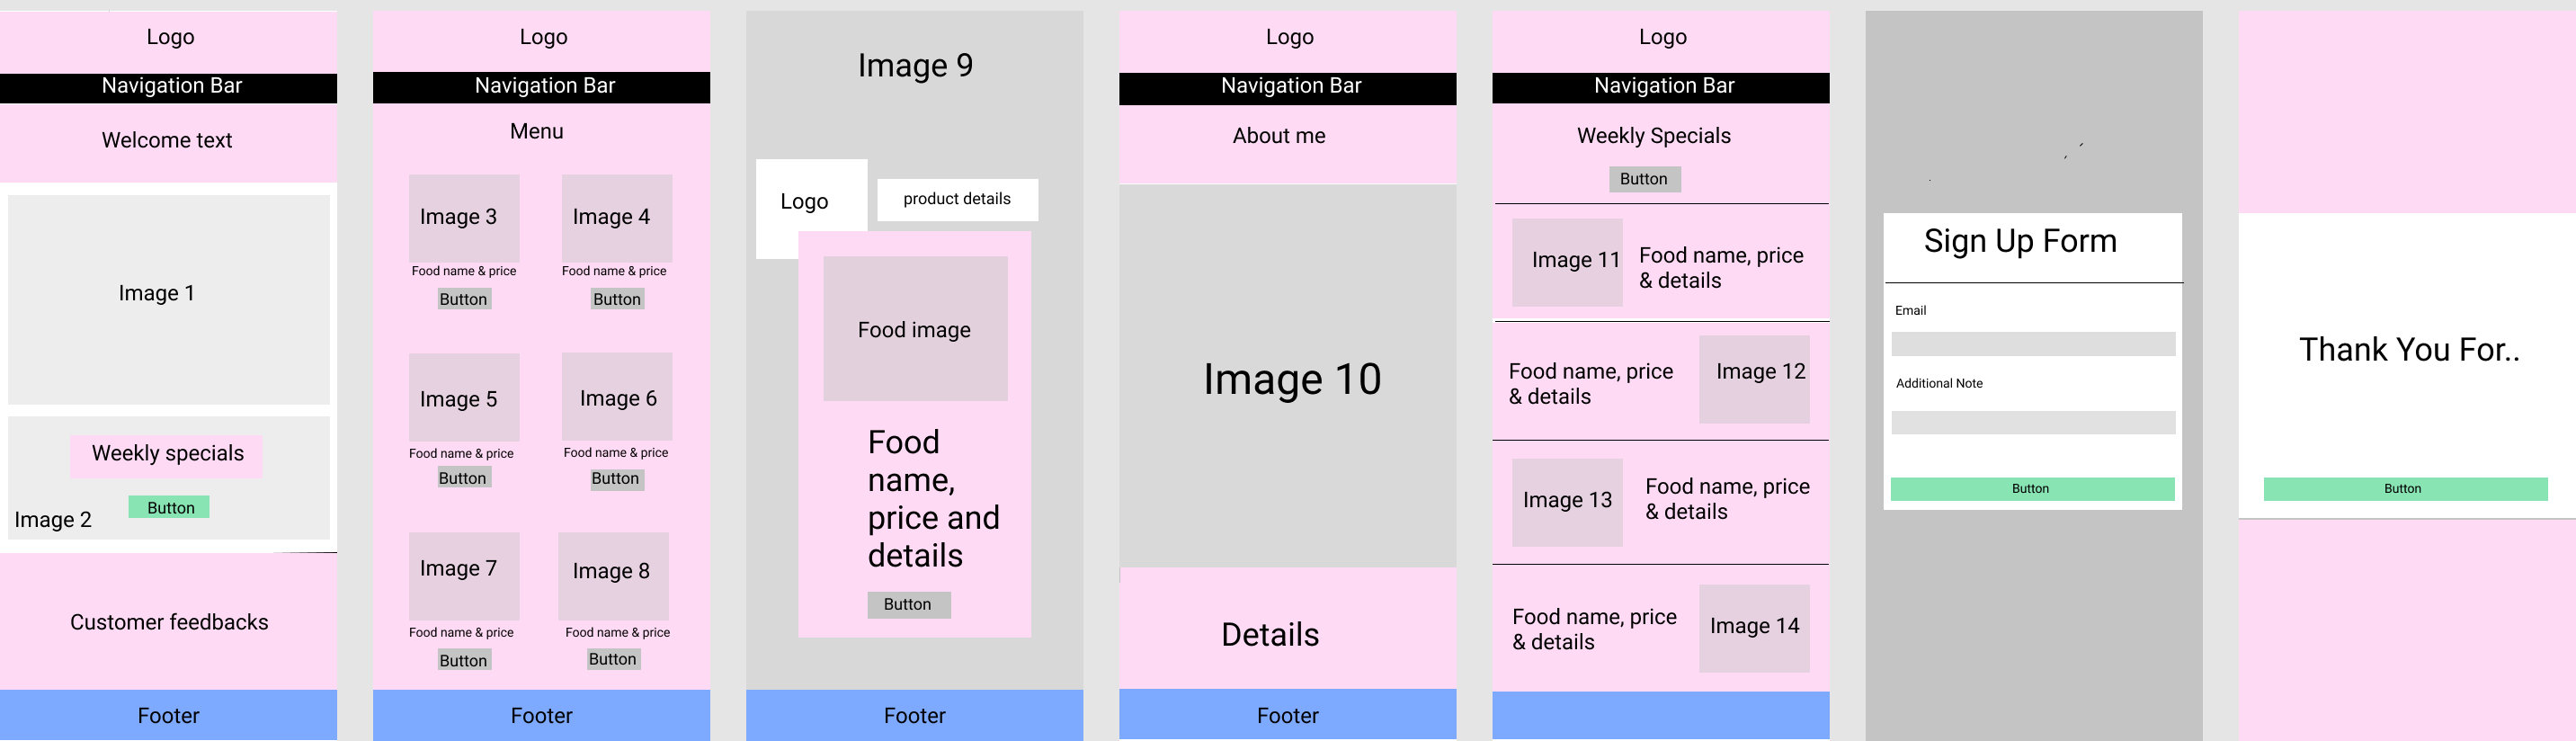 Logo
Navigation Bar
Welcome text
Image 1
Weekly specials
Button
Image 2
Customer feedbacks
Footer
Logo
Navigation Bar
Menu
Image 3
Image 4
Food name & price
Food name & price
Button
Button
Image 5
Image 6
Food name & price
Food name & price
Button
Button
Image 7
Image 8
Food name & price
Food name & price
Button
Button
Footer
Image 9
Logo
product details
Food image
Food
name,
price and
details
Button
Footer
Logo
Navigation Bar
About me
Image 10
Details
Footer
Logo
Navigation Bar
Weekly Specials
Button
Image 11
Food name, price
& details
Food name, price
& details
Image 12
Image 13
Food name, price
& details
Food name, price
& details
Image 14
Sign Up Form
Email
Additional Note
Button
Thank You For..
Button